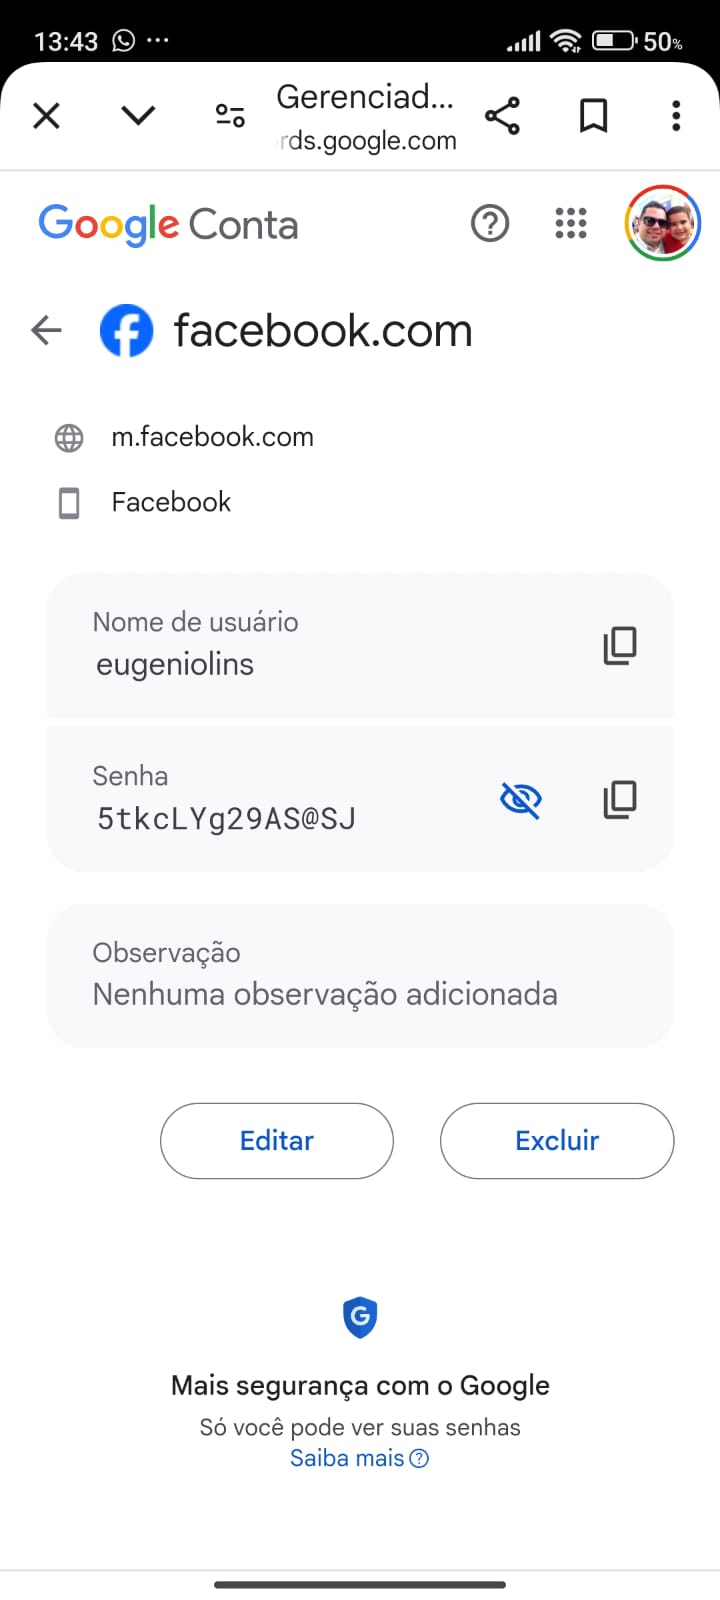 13:43 ... 50%
Gerenciad...
rds.google.com
Google Conta
facebook.com
m.facebook.com
Facebook
Nome de usuário
eugeniolins
Senha
5tkcLYg29AS@SJ
Observação
Nenhuma observação adicionada
Editar
Excluir
G
Mais segurança com o Google
Só você pode ver suas senhas
Saiba mais